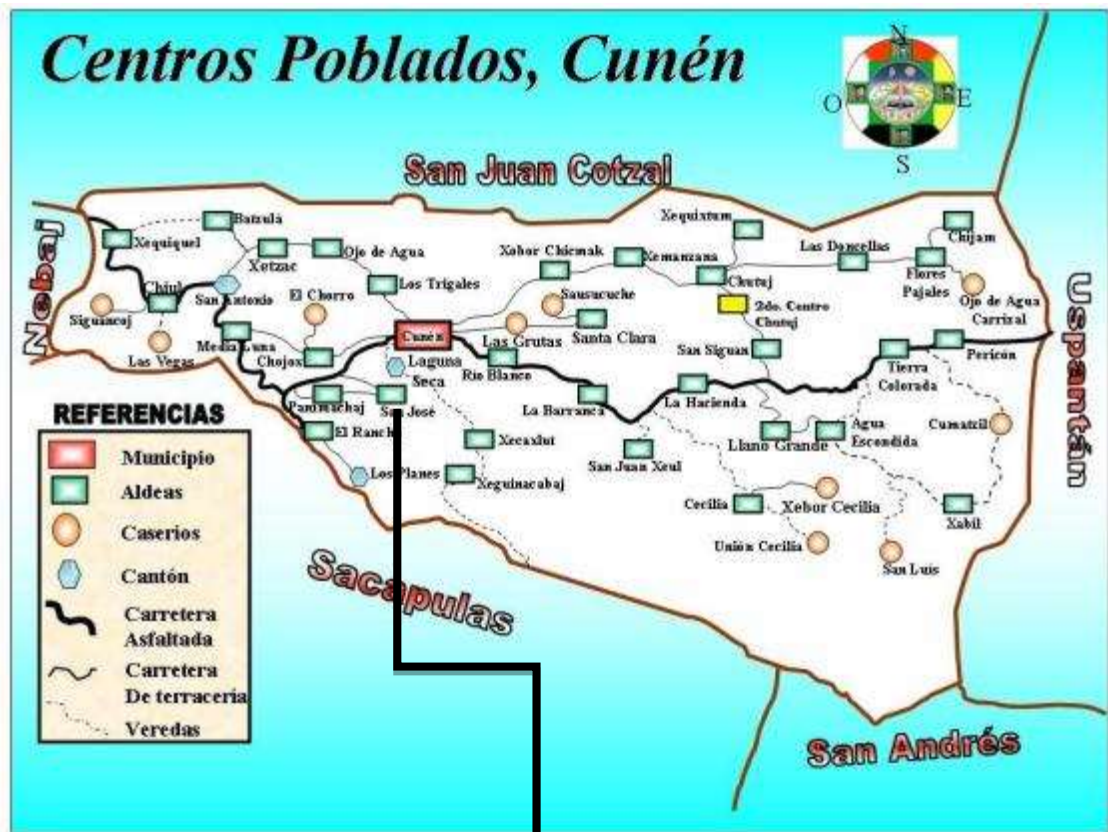 Centros Poblados, Cunén
N
O
E
S
San Juan Cotzal
Nebaj
Uspantán
Sacapulas
San Andrés
Batzulá
Xequiquel
Xetzac
Ojo de Agua
Chiul
San Antonio
El Chorro
Los Trigales
Siguancoj
Las Vegas
Media Luna
Chojox
Cunén
Laguna
Seca
Xobor Chicmak
Sausucuche
Las Grutas
Santa Clara
Rio Blanco
Xemanzana
Xequixtum
Chutuj
2do. Centro
Chutuj
Las Doncellas
Chijam
Flores
Pajales
Ojo de Agua
Carrizal
San Siguan
Tierra
Colorada
Pericón
La Barranca
La Hacienda
San José
El Ranch
Los Planes
Xecaxlut
Xeguinacabaj
San Juan Xeul
Llano Grande
Agua
Escondida
Cumatzil
Cecilia
Xebor Cecilia
Unión Cecilia
San Luis
Xabil
REFERENCIAS
Municipio
Aldeas
Caserios
Cantón
Carretera
Asfaltada
Carretera
De terraceria
Veredas